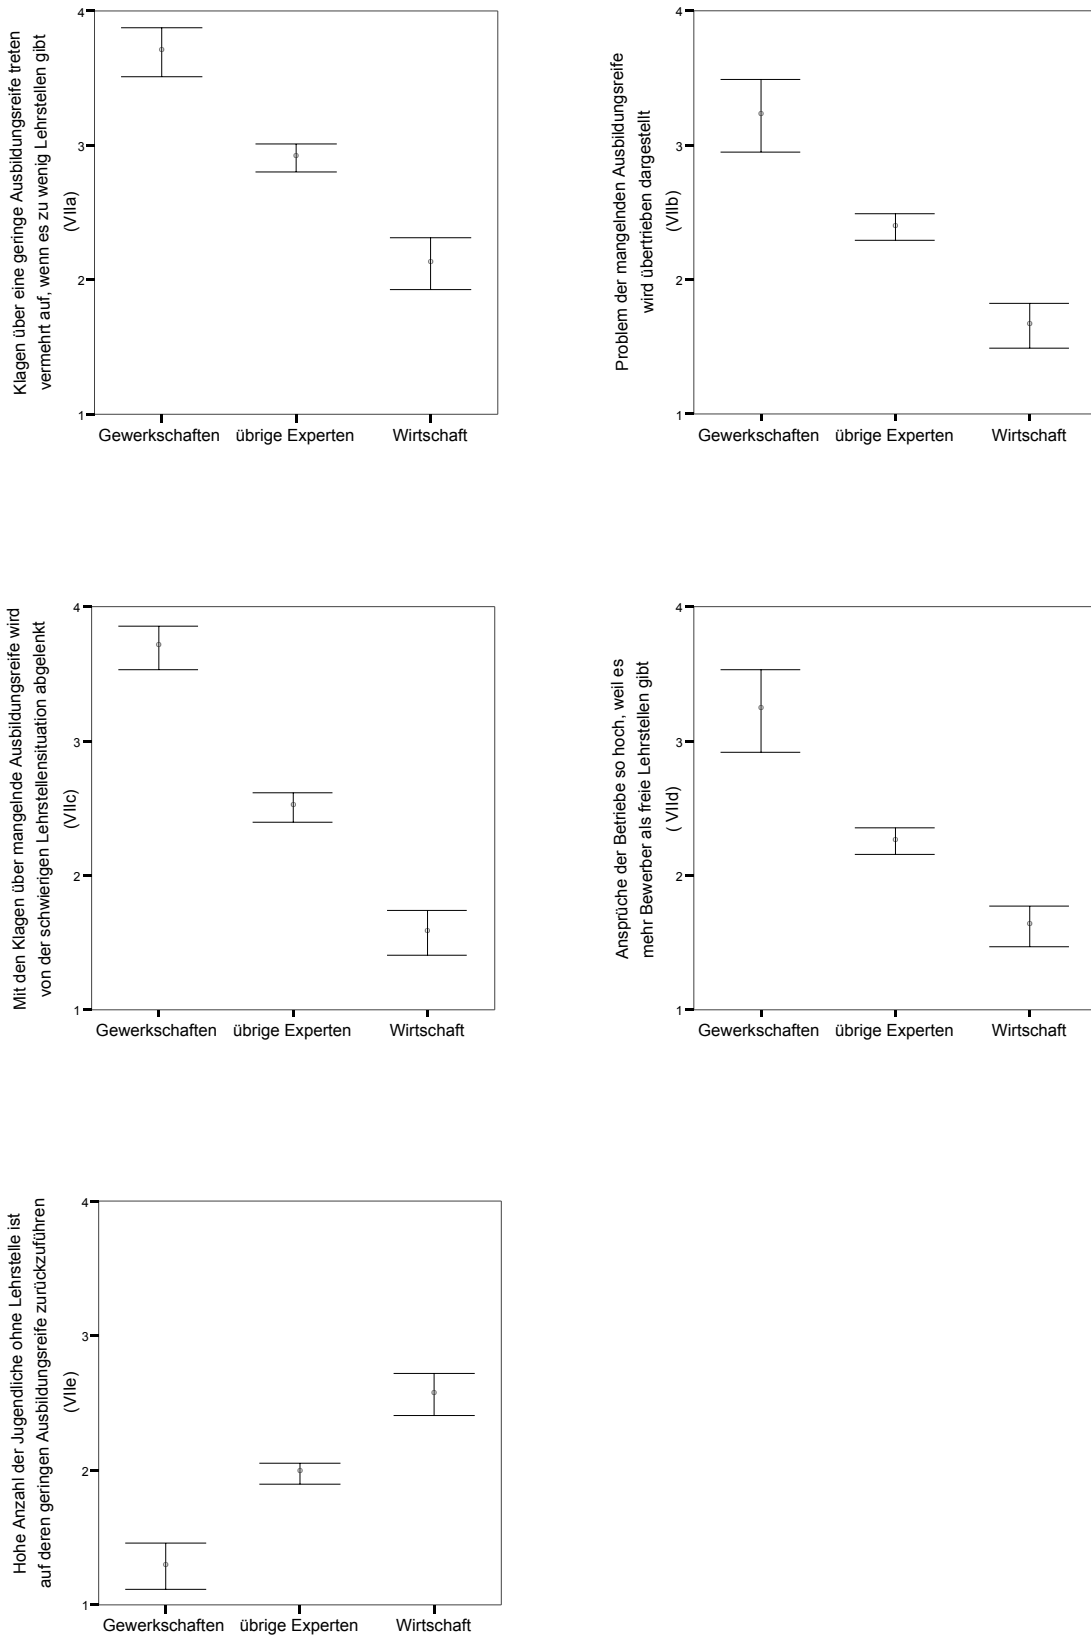 Klagen über eine geringe Ausbildungsreife treten
vermehrt auf, wenn es zu wenig Lehrstellen gibt
(VIIa)
4
3
2
1
Gewerkschaften übrige Experten Wirtschaft
Problem der mangelnden Ausbildungsreife
wird übertrieben dargestellt
(VIIb)
4
3
2
1
Gewerkschaften übrige Experten Wirtschaft
Mit den Klagen über mangelnde Ausbildungsreife wird
von der schwierigen Lehrstellensituation abgelenkt
(VIIc)
4
3
2
1
Gewerkschaften übrige Experten Wirtschaft
Ansprüche der Betriebe so hoch, weil es
mehr Bewerber als freie Lehrstellen gibt
( VIId)
4
3
2
1
Gewerkschaften übrige Experten Wirtschaft
Hohe Anzahl der Jugendliche ohne Lehrstelle ist
auf deren geringen Ausbildungsreife zurückzuführen
(VIIe)
4
3
2
1
Gewerkschaften übrige Experten Wirtschaft